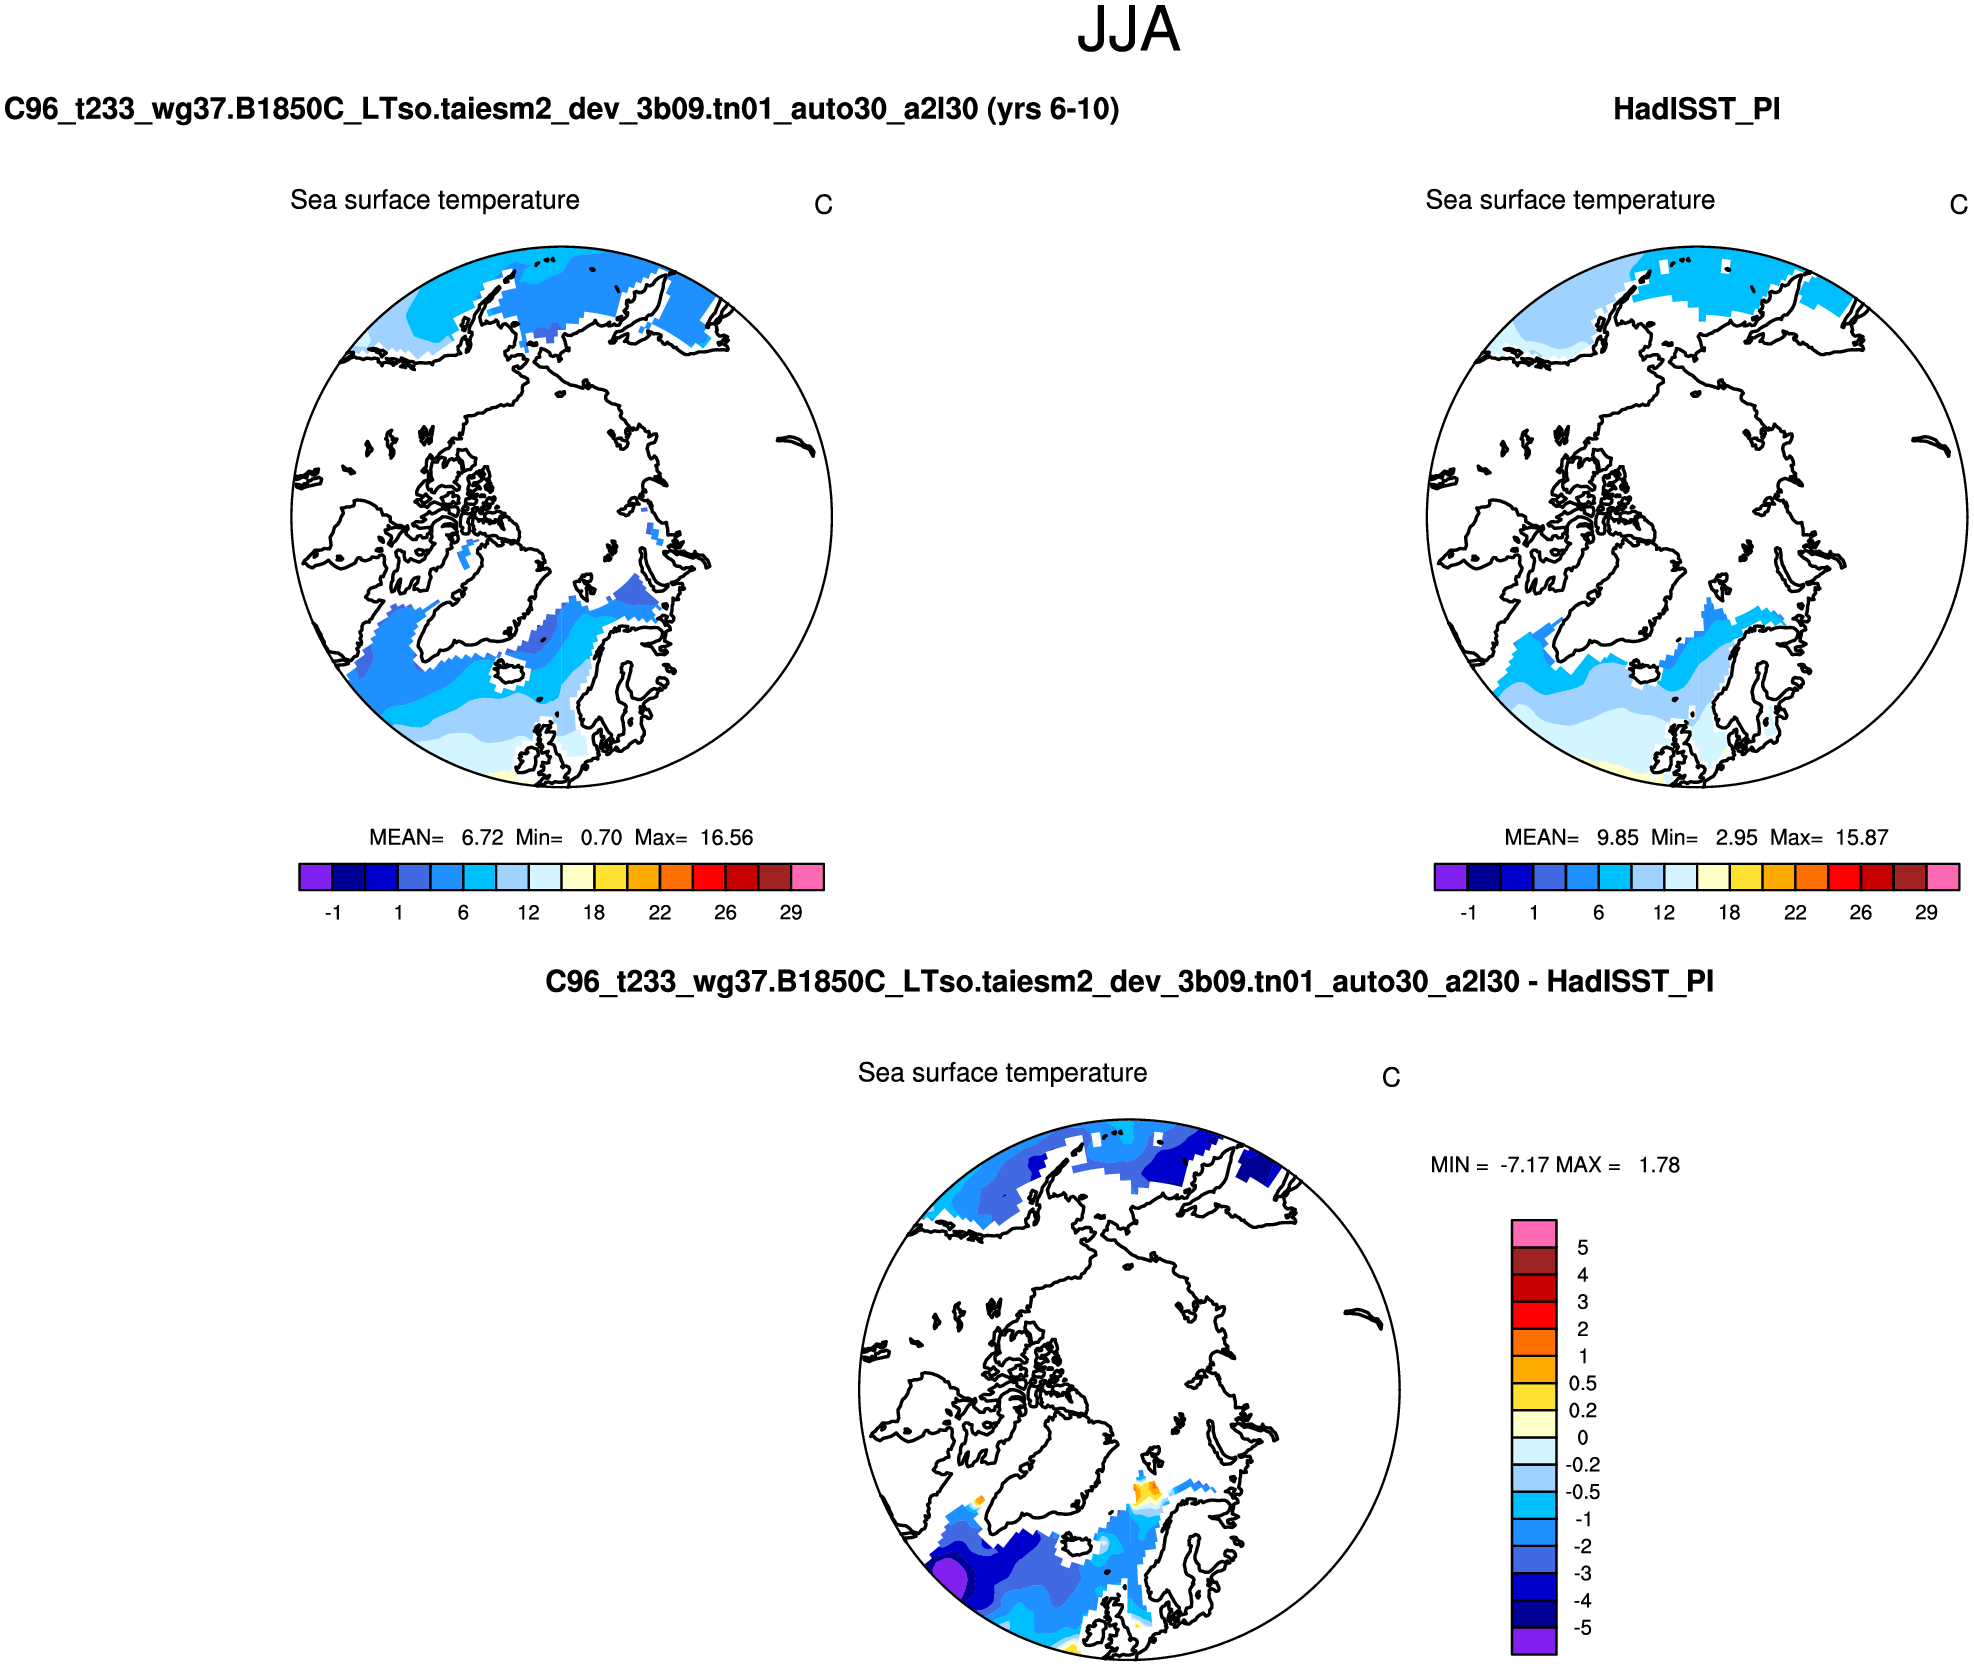 JJA
C96_t233_wg37.B1850C_LTso.taiesm2_dev_3b09.tn01_auto30_a2l30 (yrs 6-10)
HadISST_PI
Sea surface temperature C
Sea surface temperature C
MEAN= 6.72 Min= 0.70 Max= 16.56
MEAN= 9.85 Min= 2.95 Max= 15.87
-1 1 6 12 18 22 26 29
-1 1 6 12 18 22 26 29
C96_t233_wg37.B1850C_LTso.taiesm2_dev_3b09.tn01_auto30_a2l30 - HadISST_PI
Sea surface temperature C
MIN = -7.17 MAX = 1.78
5
4
3
2
1
0.5
0.2
0
-0.2
-0.5
-1
-2
-3
-4
-5